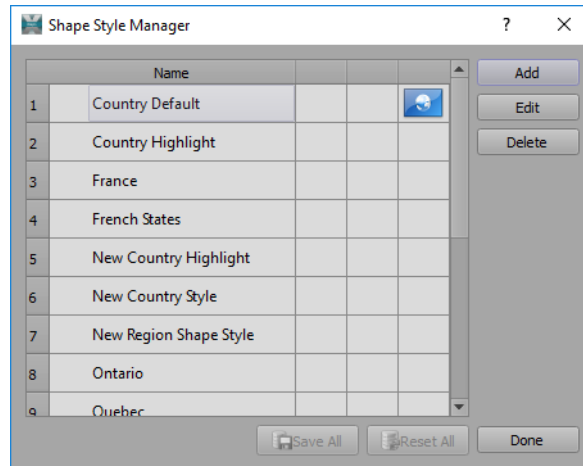 Shape Style Manager ? ×
Name
Add
1 Country Default
Edit
2 Country Highlight
Delete
3 France
4 French States
5 New Country Highlight
6 New Country Style
7 New Region Shape Style
8 Ontario
9 Quebec
Save All Reset All Done